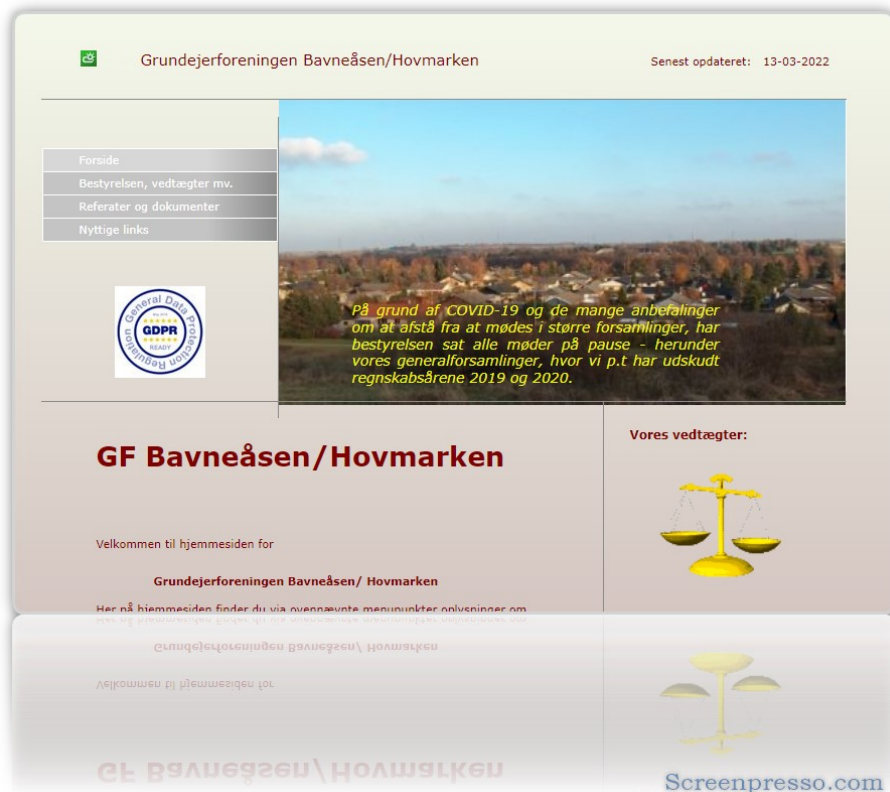 Grundejerforeningen Bavneåsen/Hovmarken
Senest opdateret: 13-03-2022
Forside
Bestyrelsen, vedtægter mv.
Referater og dokumenter
Nyttige links
General Data Protection Regulation
GDPR
READY
På grund af COVID-19 og de mange anbefalinger
om at afstå fra at mødes i større forsamlinger, har
bestyrelsen sat alle møder på pause - herunder
vores generalforsamlinger, hvor vi p.t har udskudt
regnskabsårene 2019 og 2020.
GF Bavneåsen/Hovmarken
Vores vedtægter:
Velkommen til hjemmesiden for
Grundejerforeningen Bavneåsen/ Hovmarken
Her på hjemmesiden finder du via ovennævnte menupunkter oplysninger om
Screenpresso.com